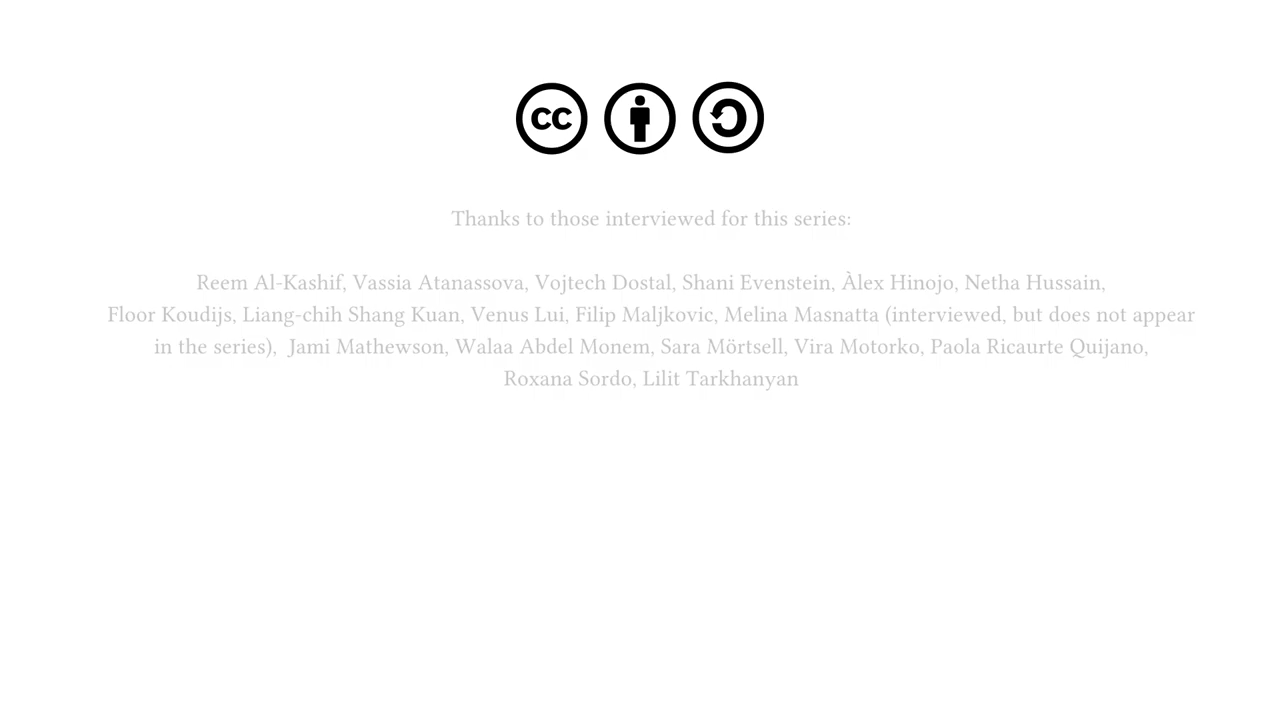 cc
Thanks to those interviewed for this series:
Reem Al-Kashif, Vassia Atanassova, Vojtech Dostal, Shani Evenstein, Àlex Hinojo, Netha Hussain,
Floor Koudijs, Liang-chih Shang Kuan, Venus Lui, Filip Maljkovic, Melina Masnatta (interviewed, but does not appear
in the series),  Jami Mathewson, Walaa Abdel Monem, Sara Mörtsell, Vira Motorko, Paola Ricaurte Quijano,
Roxana Sordo, Lilit Tarkhanyan